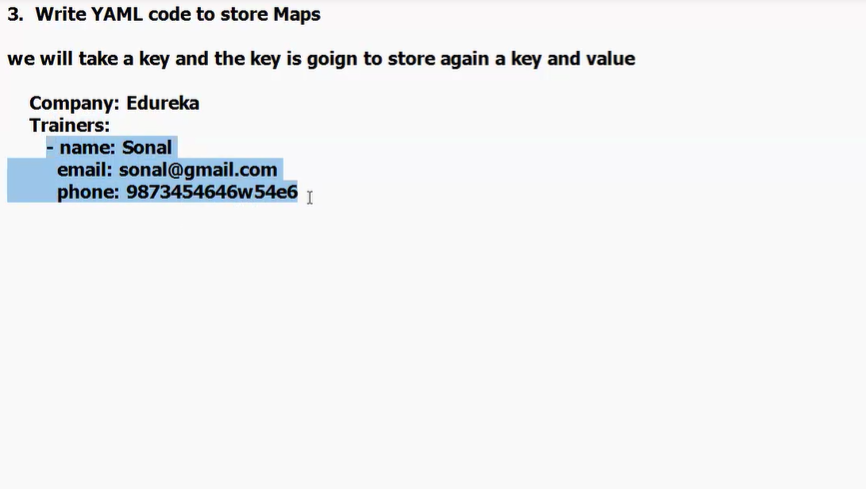 3. Write YAML code to store Maps
we will take a key and the key is goign to store again a key and value
Company: Edureka
Trainers:
- name: Sonal
email: sonal@gmail.com
phone: 9873454646w54e6